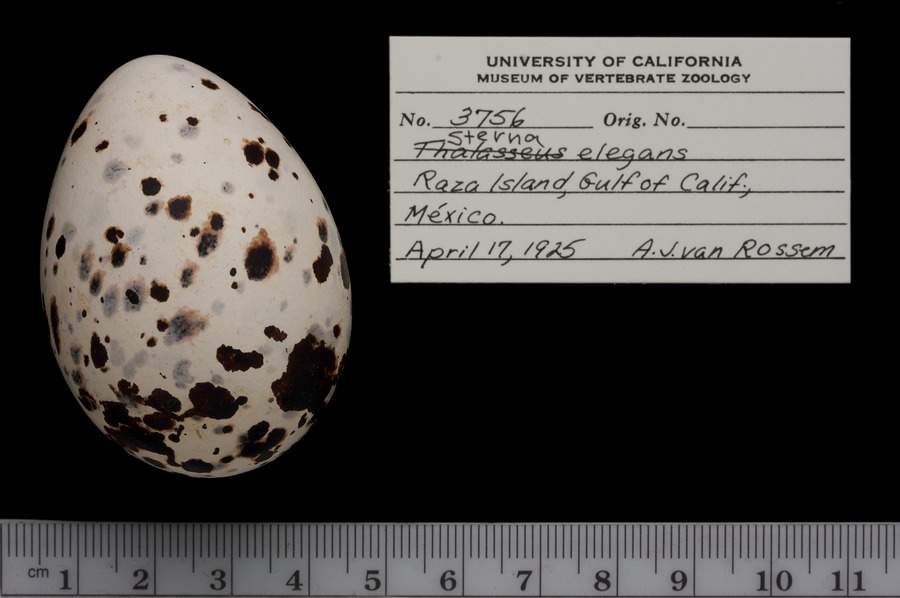 UNIVERSITY OF CALIFORNIA
MUSEUM OF VERTEBRATE ZOOLOGY
No. 3756 Orig. No.
Sterna
Thalasseus elegans
Raza Island, Gulf of Calif.,
México.
April 17, 1925 A.J. van Rossem
cm 1 2 3 4 5 6 7 8 9 10 11